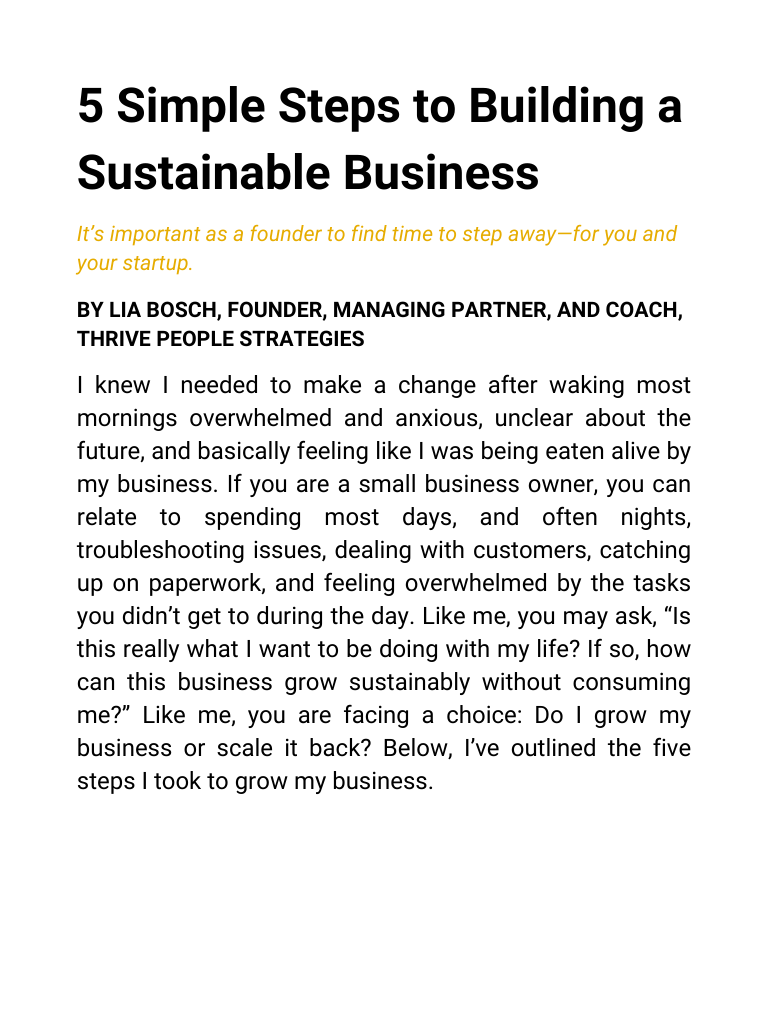 5 Simple Steps to Building a
Sustainable Business
It’s important as a founder to find time to step away—for you and
your startup.
BY LIA BOSCH, FOUNDER, MANAGING PARTNER, AND COACH,
THRIVE PEOPLE STRATEGIES
I knew I needed to make a change after waking most
mornings overwhelmed and anxious, unclear about the
future, and basically feeling like I was being eaten alive by
my business. If you are a small business owner, you can
relate to spending most days, and often nights,
troubleshooting issues, dealing with customers, catching
up on paperwork, and feeling overwhelmed by the tasks
you didn’t get to during the day. Like me, you may ask, “Is
this really what I want to be doing with my life? If so, how
can this business grow sustainably without consuming
me?” Like me, you are facing a choice: Do I grow my
business or scale it back? Below, I’ve outlined the five
steps I took to grow my business.